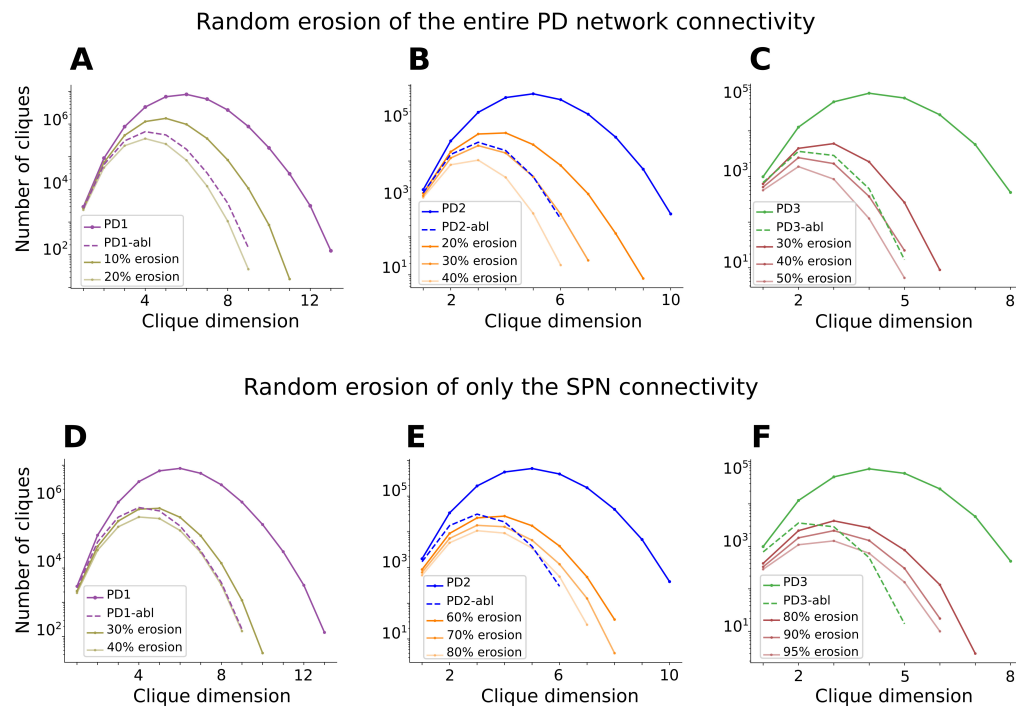 Random erosion of the entire PD network connectivity
A
B
C
Number of cliques
10^6
10^4
10^2
PD1
PD1-abl
10% erosion
20% erosion
4
8
12
Clique dimension
10^5
10^3
10^1
PD2
PD2-abl
20% erosion
30% erosion
40% erosion
2
6
10
Clique dimension
10^5
10^3
10^1
PD3
PD3-abl
30% erosion
40% erosion
50% erosion
2
5
8
Clique dimension
Random erosion of only the SPN connectivity
D
E
F
Number of cliques
10^6
10^4
10^2
PD1
PD1-abl
30% erosion
40% erosion
4
8
12
Clique dimension
10^5
10^3
10^1
PD2
PD2-abl
60% erosion
70% erosion
80% erosion
2
6
10
Clique dimension
10^5
10^3
10^1
PD3
PD3-abl
80% erosion
90% erosion
95% erosion
2
5
8
Clique dimension